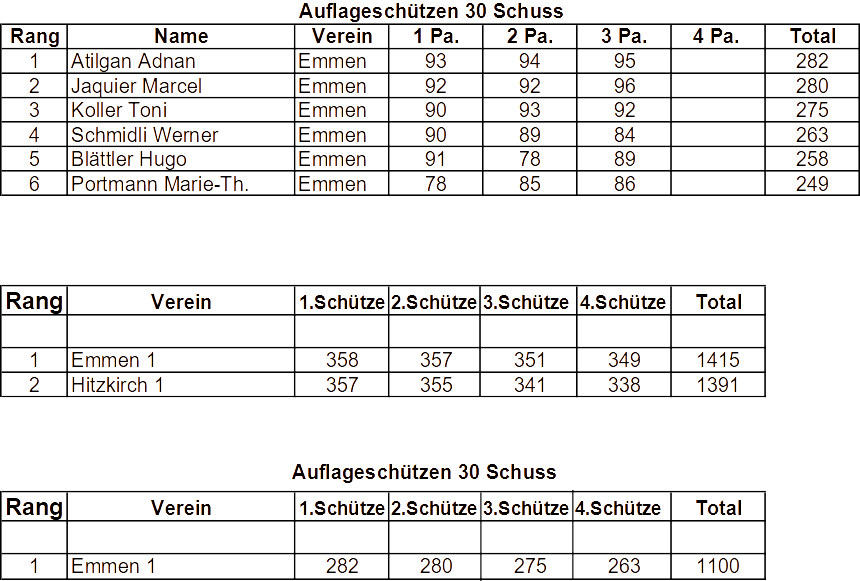 Auflageschützen 30 Schuss
Rang Name Verein 1 Pa. 2 Pa. 3 Pa. 4 Pa. Total
1 Atilgan Adnan Emmen 93 94 95 282
2 Jaquier Marcel Emmen 92 92 96 280
3 Koller Toni Emmen 90 93 92 275
4 Schmidli Werner Emmen 90 89 84 263
5 Blättler Hugo Emmen 91 78 89 258
6 Portmann Marie-Th. Emmen 78 85 86 249
Rang Verein 1.Schütze 2.Schütze 3.Schütze 4.Schütze Total
1 Emmen 1 358 357 351 349 1415
2 Hitzkirch 1 357 355 341 338 1391
Auflageschützen 30 Schuss
Rang Verein 1.Schütze 2.Schütze 3.Schütze 4.Schütze Total
1 Emmen 1 282 280 275 263 1100